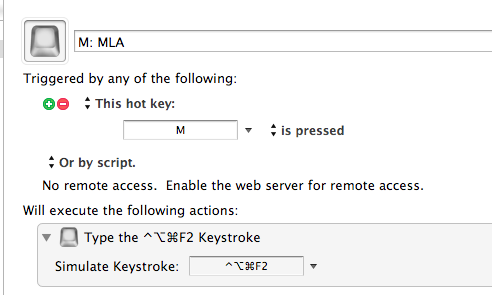 M: MLA
Triggered by any of the following:
This hot key:
M
is pressed
Or by script.
No remote access. Enable the web server for remote access.
Will execute the following actions:
Type the ^⌥⌘F2 Keystroke
Simulate Keystroke: ^⌥⌘F2